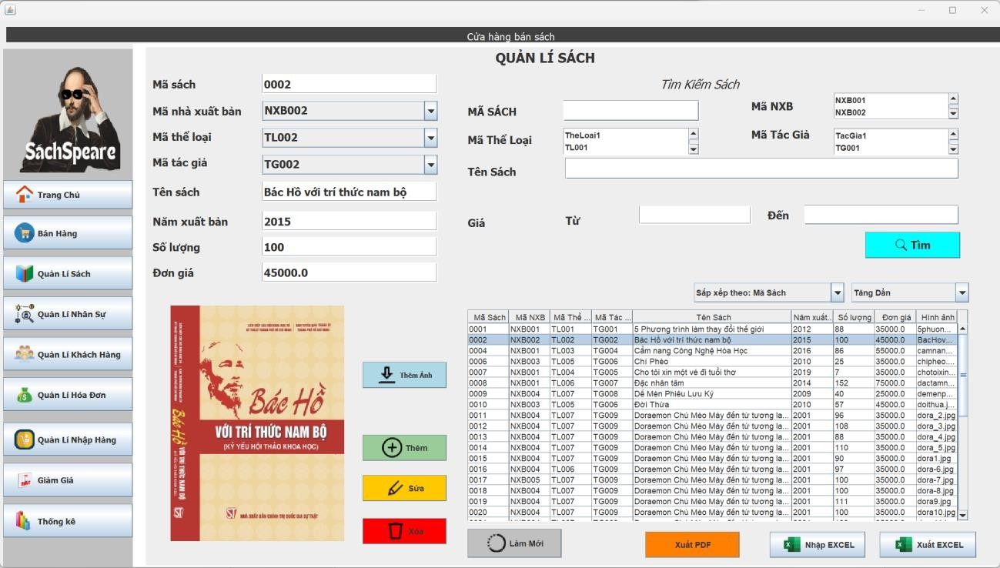 Cửa hàng bán sách
SáchSpeare
Trang Chủ
Bán Hàng
Quản Lí Sách
Quản Lí Nhân Sự
Quản Lí Khách Hàng
Quản Lí Hóa Đơn
Quản Lí Nhập Hàng
Giảm Giá
Thống kê
QUẢN LÍ SÁCH
Mã sách 0002
Mã nhà xuất bản NXB002
Mã thể loại TL002
Mã tác giả TG002
Tên sách Bác Hồ với trí thức nam bộ
Năm xuất bản 2015
Số lượng 100
Đơn giá 45000.0
Bác Hồ
VỚI TRÍ THỨC NAM BỘ
(KỶ YẾU HỘI THẢO KHOA HỌC)
NHÀ XUẤT BẢN CHÍNH TRỊ QUỐC GIA SỰ THẬT
Bác Hồ VỚI TRÍ THỨC NAM BỘ
Thêm Ảnh
Thêm
Sửa
Xóa
Tìm Kiếm Sách
MÃ SÁCH
Mã NXB NXB001
NXB002
Mã Thể Loại TheLoai1
TL001
Mã Tác Giả TacGia1
TG001
Tên Sách
Giá Từ Đến
Tìm
Sắp xếp theo: Mã Sách Tăng Dần
Mã Sách Mã NXB Mã Thể ... Mã Tác ... Tên Sách Năm xuất... Số lượng Đơn giá Hình ảnh
0001 NXB001 TL001 TG001 5 Phương trình làm thay đổi thế giới 2012 88 35000.0 5phuon...
0002 NXB002 TL002 TG002 Bác Hồ với trí thức nam bộ 2015 100 45000.0 BacHov...
0004 NXB001 TL003 TG004 Cẩm nang Công Nghệ Hóa Học 2016 86 55000.0 camnan...
0006 NXB003 TL005 TG006 Chí Phèo 2010 25 35000.0 chipheo....
0007 NXB001 TL004 TG005 Cho tôi xin một vé đi tuổi thơ 2019 7 35000.0 chotoixin...
0008 NXB001 TL006 TG007 Đặc nhân tâm 2014 152 75000.0 dactamn...
0009 NXB004 TL007 TG008 Dế Mèn Phiêu Lưu Ký 2009 40 25000.0 demenp...
0010 NXB003 TL005 TG006 Đời Thừa 2010 57 45000.0 doithua.j...
0011 NXB004 TL007 TG009 Doraemon Chú Mèo Máy đến từ tương la... 2001 96 35000.0 dora_2.jpg
0012 NXB004 TL007 TG009 Doraemon Chú Mèo Máy đến từ tương la... 2001 108 35000.0 dora_3.jpg
0013 NXB004 TL007 TG009 Doraemon Chú Mèo Máy đến từ tương la... 2001 88 35000.0 dora_4.jpg
0014 NXB004 TL007 TG009 Doraemon Chú Mèo Máy đến từ tương la... 2001 110 35000.0 dora_5.jpg
0015 NXB004 TL007 TG009 Doraemon Chú Mèo Máy đến từ tương la... 2001 90 35000.0 dora1.jpg
0016 NXB004 TL006 TG009 Doraemon Chú Mèo Máy đến từ tương la... 2001 97 35000.0 dora-6.jpg
0017 NXB005 TL007 TG009 Doraemon Chú Mèo Máy đến từ tương la... 2001 100 35000.0 dora-7.jpg
0018 NXB004 TL007 TG009 Doraemon Chú Mèo Máy đến từ tương la... 2001 100 35000.0 dora-8.jpg
0019 NXB004 TL007 TG009 Doraemon Chú Mèo Máy đến từ tương la... 2001 111 35000.0 dora9.jpg
0020 NXB004 TL007 TG009 Doraemon Chú Mèo Máy đến từ tương la... 2001 100 35000.0 dora10.jpg
Làm Mới
Xuất PDF
Nhập EXCEL
Xuất EXCEL